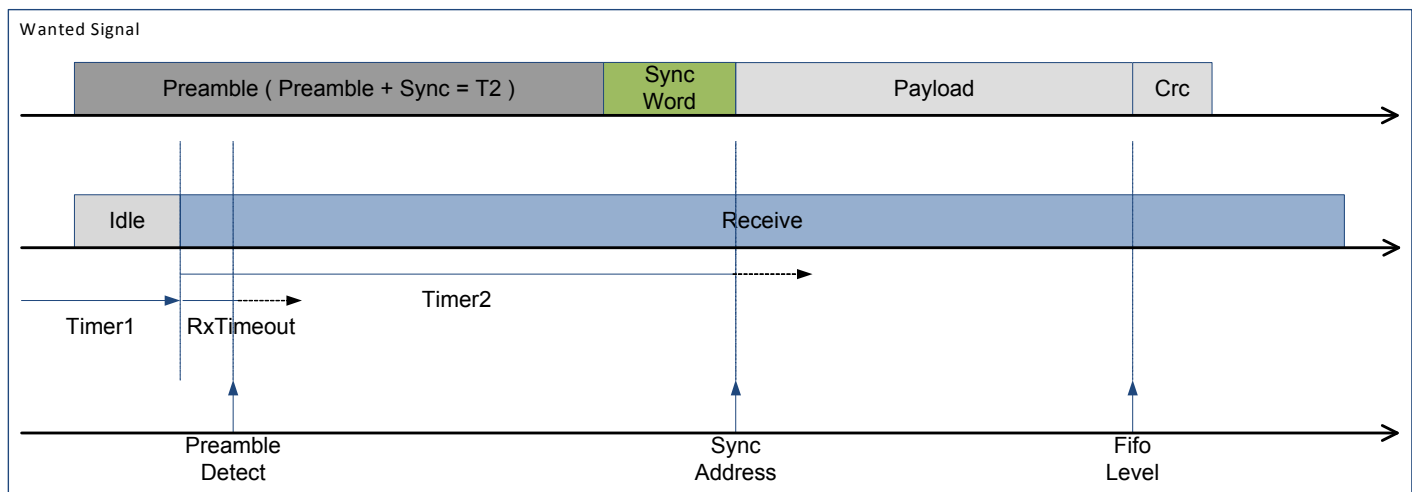 Wanted Signal
Preamble ( Preamble + Sync = T2 )
Sync
Word
Payload
Crc
Idle
Receive
Timer2
Timer1
RxTimeout
Preamble
Detect
Sync
Address
Fifo
Level